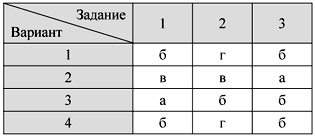 Задание 1 2 3
Вариант
1 б г б
2 в в а
3 а б б
4 б г б